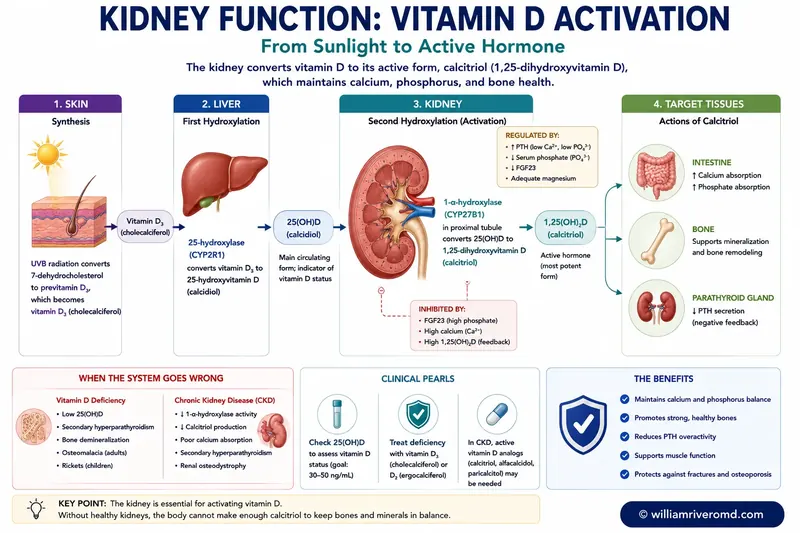 KIDNEY FUNCTION: VITAMIN D ACTIVATION
From Sunlight to Active Hormone
The kidney converts vitamin D to its active form, calcitriol (1,25-dihydroxyvitamin D),
which maintains calcium, phosphorus, and bone health.
1. SKIN
Synthesis
UVB radiation converts
7-dehydrocholesterol
to previtamin D₃,
which becomes
vitamin D₃ (cholecalciferol)
Vitamin D₃
(cholecalciferol)
2. LIVER
First Hydroxylation
25-hydroxylase
(CYP2R1)
converts vitamin D₃ to
25-hydroxyvitamin D
(calcidiol)
25(OH)D
(calcidiol)
Main circulating
form; indicator of
vitamin D status
3. KIDNEY
Second Hydroxylation (Activation)
REGULATED BY:
• ↑ PTH (low Ca²⁺, low PO₄³⁻)
• ↓ Serum phosphate (PO₄³⁻)
• ↓ FGF23
• Adequate magnesium
1-α-hydroxylase
(CYP27B1)
in proximal tubule
converts 25(OH)D to
1,25-dihydroxyvitamin D
(calcitriol)
INHIBITED BY:
• FGF23 (high phosphate)
• High calcium (Ca²⁺)
• High 1,25(OH)₂D (feedback)
1,25(OH)₂D
(calcitriol)
Active hormone
(most potent
form)
4. TARGET TISSUES
Actions of Calcitriol
INTESTINE
↑ Calcium absorption
↑ Phosphate absorption
BONE
Supports mineralization
and bone remodeling
PARATHYROID GLAND
↓ PTH secretion
(negative feedback)
WHEN THE SYSTEM GOES WRONG
Vitamin D Deficiency
• Low 25(OH)D
• Secondary hyperparathyroidism
• Bone demineralization
• Osteomalacia (adults)
• Rickets (children)
Chronic Kidney Disease (CKD)
• ↓ 1-α-hydroxylase activity
• ↓ Calcitriol production
• Poor calcium absorption
• Secondary hyperparathyroidism
• Renal osteodystrophy
CLINICAL PEARLS
Check 25(OH)D
to assess vitamin D
status (goal:
30–50 ng/mL)
Treat deficiency
with vitamin D₃
(cholecalciferol) or
D₂ (ergocalciferol)
In CKD, active
vitamin D analogs
(calcitriol, alfacalcidol,
paricalcitol) may
be needed
THE BENEFITS
Maintains calcium and phosphorus balance
Promotes strong, healthy bones
Reduces PTH overactivity
Supports muscle function
Protects against fractures and osteoporosis
KEY POINT: The kidney is essential for activating vitamin D.
Without healthy kidneys, the body cannot make enough calcitriol to keep bones and minerals in balance.
© williamriveromd.com